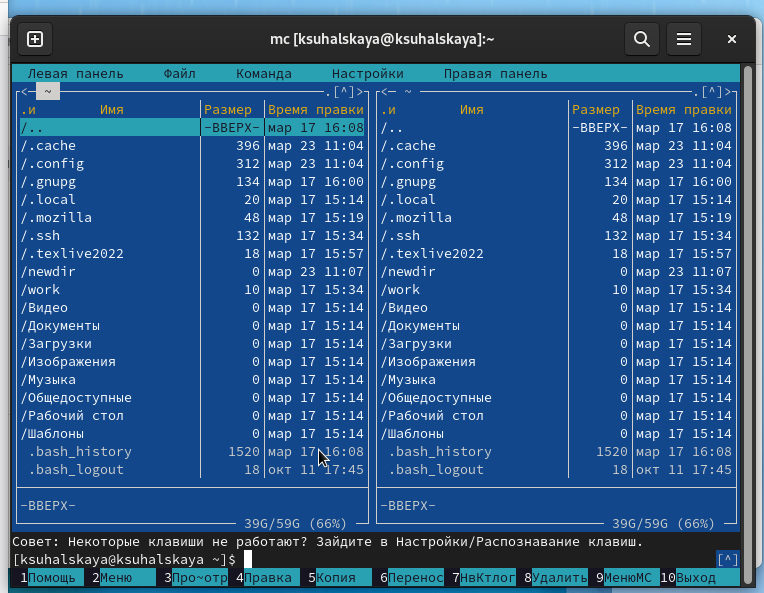 mc [ksuhalskaya@ksuhalskaya]:~
Левая панель Файл Команда Настройки Правая панель
<— ~ .[^]> <— ~ .[^]>
.и Имя Размер Время правки .и Имя Размер Время правки
/.. -ВВЕРХ- мар 17 16:08 /.. -ВВЕРХ- мар 17 16:08
/.cache 396 мар 23 11:04 /.cache 396 мар 23 11:04
/.config 312 мар 23 11:04 /.config 312 мар 23 11:04
/.gnupg 134 мар 17 16:00 /.gnupg 134 мар 17 16:00
/.local 20 мар 17 15:14 /.local 20 мар 17 15:14
/.mozilla 48 мар 17 15:19 /.mozilla 48 мар 17 15:19
/.ssh 132 мар 17 15:34 /.ssh 132 мар 17 15:34
/.texlive2022 18 мар 17 15:57 /.texlive2022 18 мар 17 15:57
/newdir 0 мар 23 11:07 /newdir 0 мар 23 11:07
/work 10 мар 17 15:34 /work 10 мар 17 15:34
/Видео 0 мар 17 15:14 /Видео 0 мар 17 15:14
/Документы 0 мар 17 15:14 /Документы 0 мар 17 15:14
/Загрузки 0 мар 17 15:14 /Загрузки 0 мар 17 15:14
/Изображения 0 мар 17 15:14 /Изображения 0 мар 17 15:14
/Музыка 0 мар 17 15:14 /Музыка 0 мар 17 15:14
/Общедоступные 0 мар 17 15:14 /Общедоступные 0 мар 17 15:14
/Рабочий стол 0 мар 17 15:14 /Рабочий стол 0 мар 17 15:14
/Шаблоны 0 мар 17 15:14 /Шаблоны 0 мар 17 15:14
.bash_history 1520 мар 17 16:08 .bash_history 1520 мар 17 16:08
.bash_logout 18 окт 11 17:45 .bash_logout 18 окт 11 17:45
-ВВЕРХ- -ВВЕРХ-
39G/59G (66%) 39G/59G (66%)
Совет: Некоторые клавиши не работают? Зайдите в Настройки/Распознавание клавиш.
[ksuhalskaya@ksuhalskaya ~]$ [^]
1Помощь 2Меню 3Про~отр 4Правка 5Копия 6Перенос 7НвКтлог 8Удалить 9МенюMC 10Выход